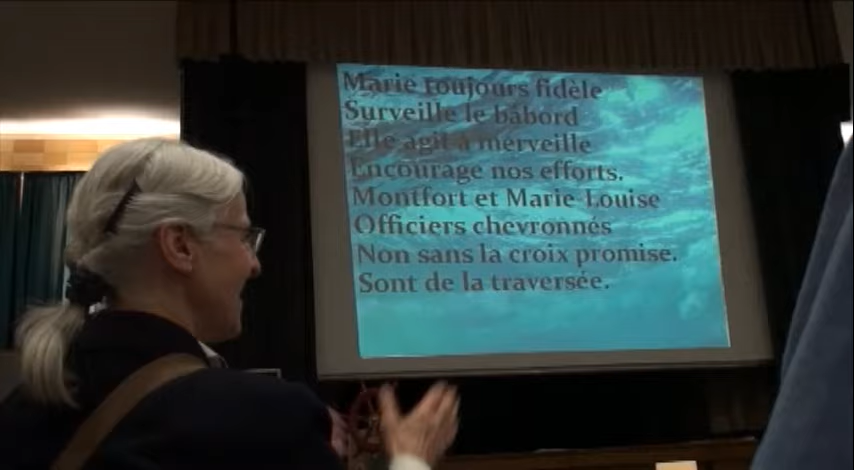 Marie toujours fidèle
Surveille le bâbord
Elle agit à merveille
Encourage nos efforts.
Montfort et Marie-Louise
Officiers chevronnés
Non sans la croix promise.
Sont de la traversée.